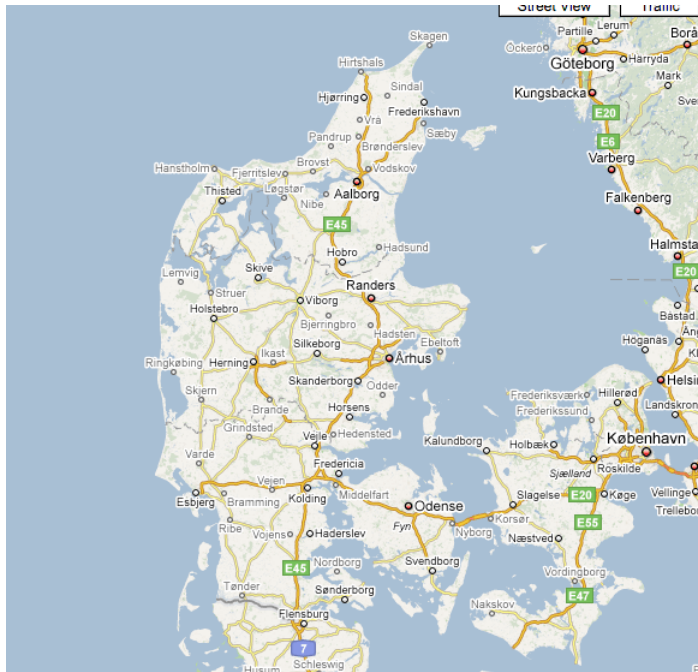 Street View
Traffic
Skagen
Partille
Lerum
Öckerö
Borå
Göteborg
Härryda
Hirtshals
Mark
Sindal
Hjørring
Kungsbacka
Frederikshavn
Sve
E20
Vrå
Sæby
Pandrup
Brønderslev
E6
Brovst
Varberg
Hanstholm
Fjerritslev
Vodskov
Thisted
Løgstør
Aalborg
Nibe
Falkenberg
E45
Hadsund
Halmsta
Hobro
E20
Skive
Lemvig
Struer
Randers
Viborg
Holstebro
Båstad
Bjerringbro
Hadsten
Äng
Höganäs
Silkeborg
Ebeltoft
Ikast
Århus
Herning
Ringkøbing
Skanderborg
Helsin
Odder
Skjern
Frederiksværk
Hillerød
Brande
Horsens
Frederikssund
Landskron
Grindsted
Vejle
Hedensted
Kalundborg
Holbæk
København
Varde
Fredericia
Sjælland
Roskilde
Vejen
Kolding
Middelfart
Esbjerg
Bramming
Odense
Slagelse
E20
Køge
Vellinge
Trellebor
Ribe
Fyn
Korsør
E55
Vojens
Haderslev
Nyborg
Næstved
E45
Nordborg
Svendborg
Vordingborg
Tønder
Sønderborg
E47
Nakskov
Flensburg
7
Husum
Schleswig